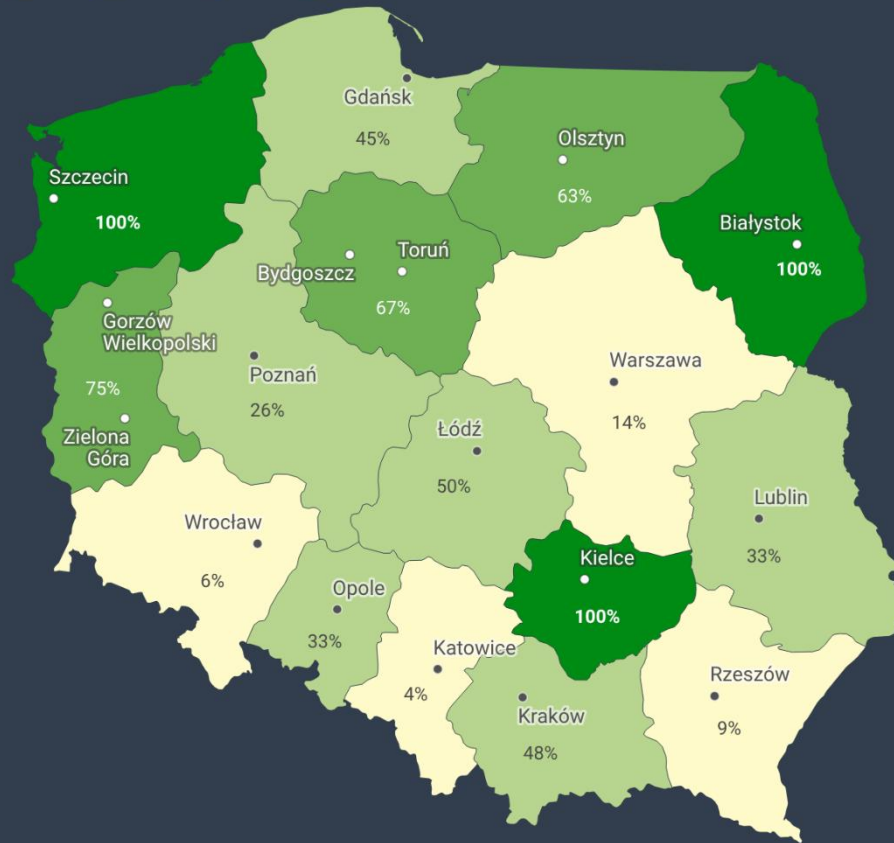 Gdańsk
45%
Olsztyn
63%
Szczecin
100%
Białystok
100%
Bydgoszcz
Toruń
67%
Gorzów
Wielkopolski
75%
Zielona
Góra
Poznań
26%
Warszawa
14%
Łódź
50%
Lublin
33%
Wrocław
6%
Kielce
100%
Opole
33%
Katowice
4%
Kraków
48%
Rzeszów
9%